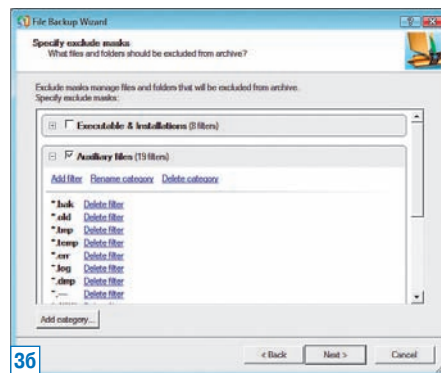 File Backup Wizard
Specify exclude masks
What files and folders should be excluded from archive?
Exclude masks manage files and folders that will be excluded from archive.
Specify exclude masks:
Executable & Installations (8 filters)
Auxiliary files (19 filters)
Add filter Rename category Delete category
*.bak Delete filter
*.old Delete filter
*.tmp Delete filter
*.temp Delete filter
*.err Delete filter
*.log Delete filter
*.dmp Delete filter
*.~~~ Delete filter
Add category...
< Back Next > Cancel
3б